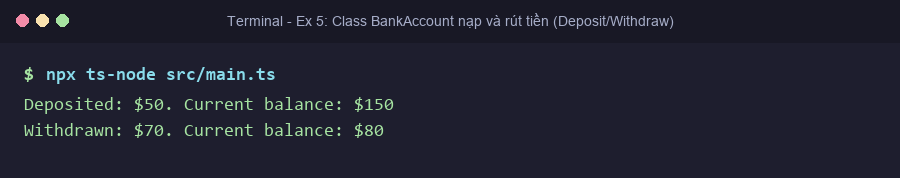 Terminal - Ex 5: Class BankAccount nạp và rút tiền (Deposit/Withdraw)
$ npx ts-node src/main.ts
Deposited: $50. Current balance: $150
Withdrawn: $70. Current balance: $80